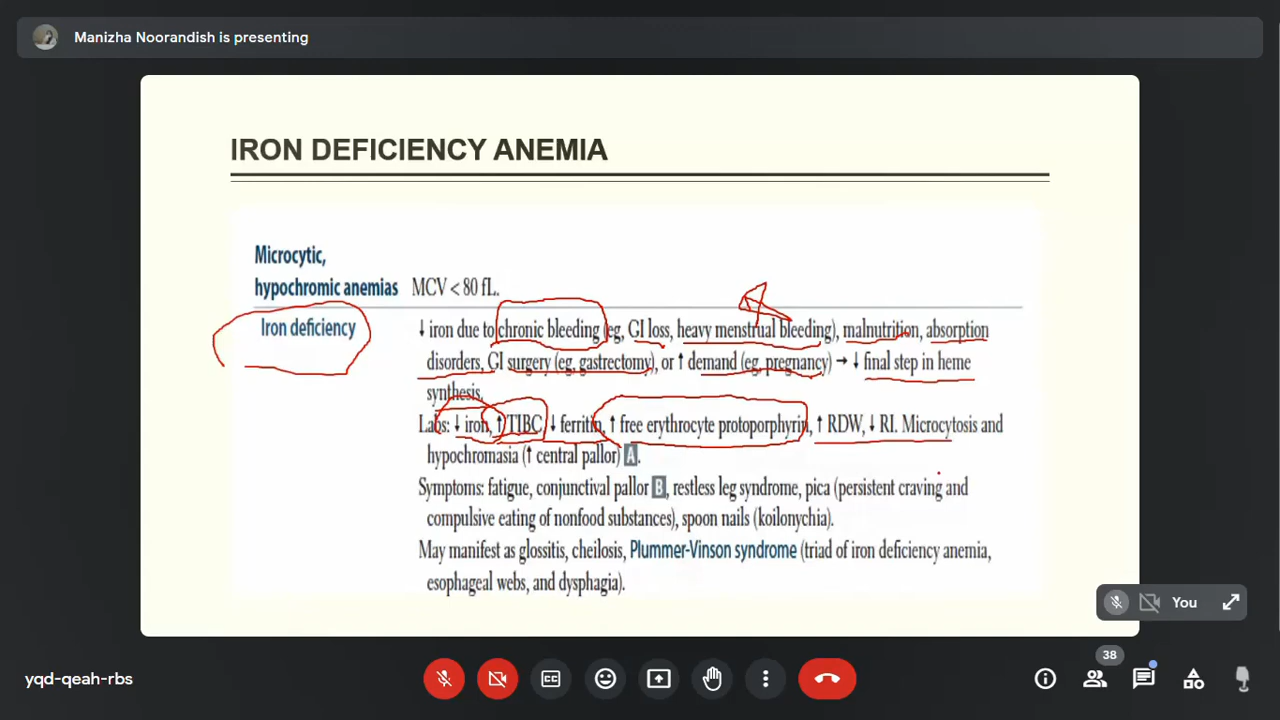 Manizha Noorandish is presenting
IRON DEFICIENCY ANEMIA
Microcytic,
hypochromic anemias MCV < 80 fL.
Iron deficiency ↓ iron due to chronic bleeding (eg, GI loss, heavy menstrual bleeding), malnutrition, absorption
disorders, GI surgery (eg, gastrectomy), or ↑ demand (eg, pregnancy) → ↓ final step in heme
synthesis.
Labs: ↓ iron, ↑ TIBC, ↓ ferritin, ↑ free erythrocyte protoporphyrin, ↑ RDW, ↓ RI. Microcytosis and
hypochromasia (↑ central pallor) A.
Symptoms: fatigue, conjunctival pallor B, restless leg syndrome, pica (persistent craving and
compulsive eating of nonfood substances), spoon nails (koilonychia).
May manifest as glossitis, cheilosis, Plummer-Vinson syndrome (triad of iron deficiency anemia,
esophageal webs, and dysphagia).
You
38
yqd-qeah-rbs
CC